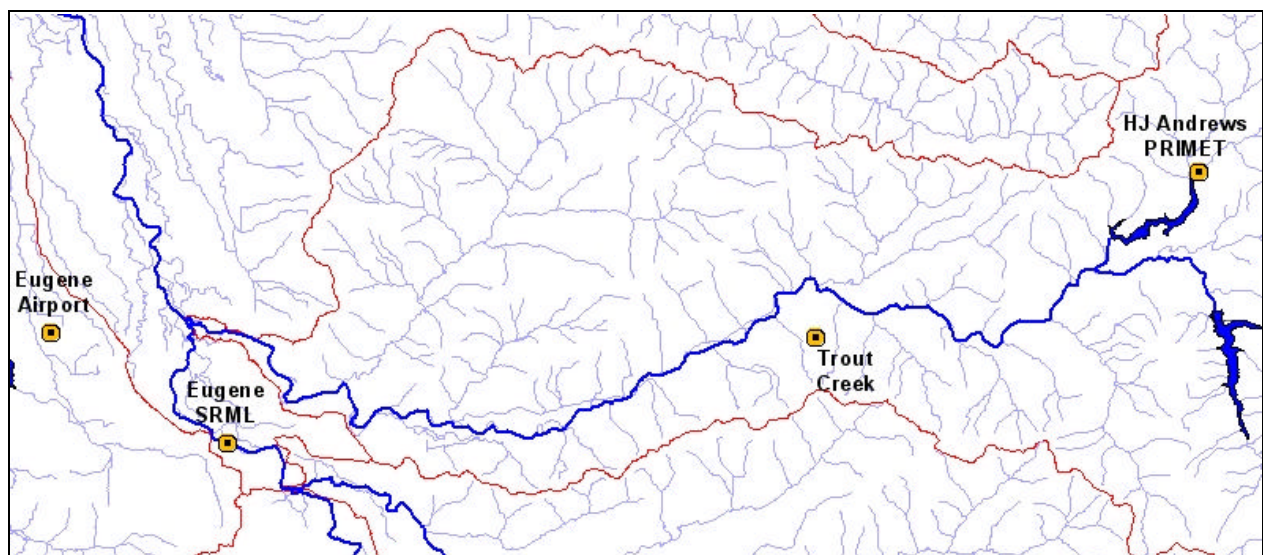 HJ Andrews
PRIMET
Eugene
Airport
Trout
Creek
Eugene
SRML